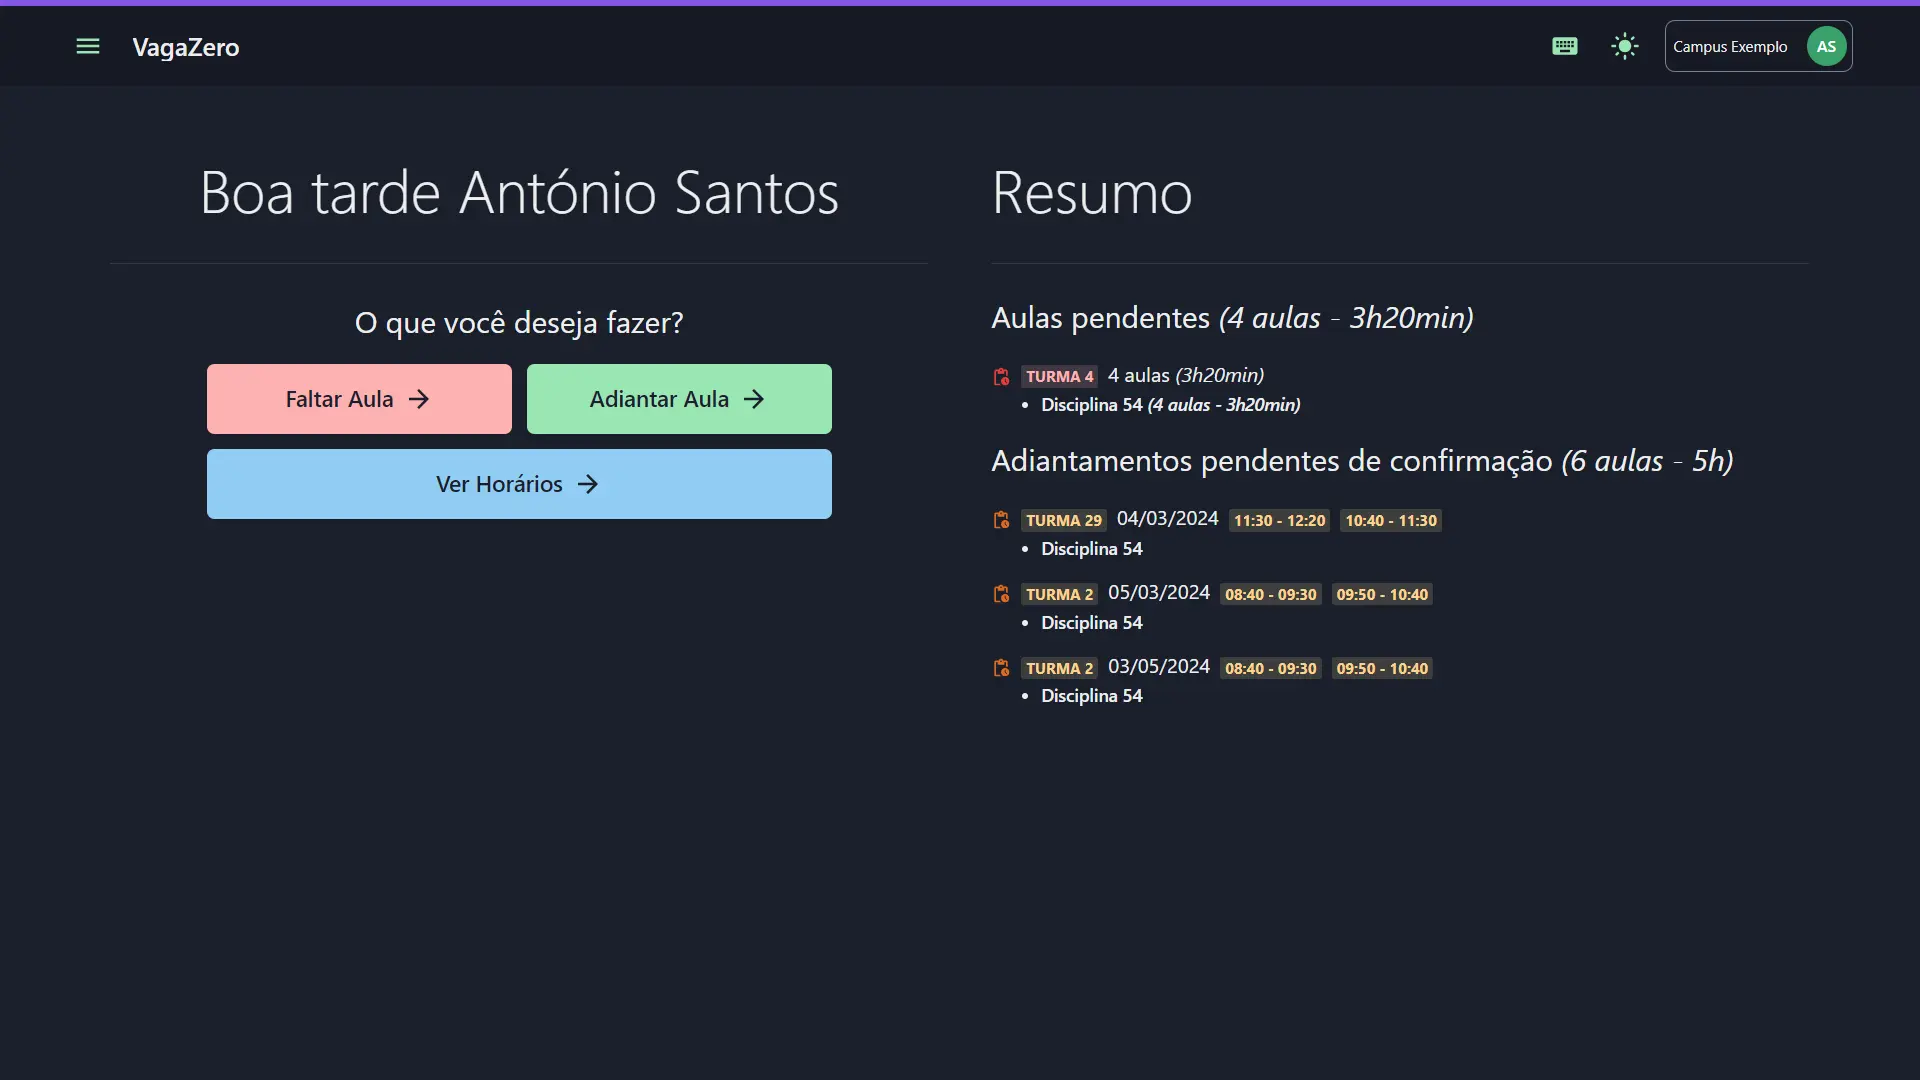 VagaZero
Campus Exemplo
AS
Boa tarde António Santos
O que você deseja fazer?
Faltar Aula
Adiantar Aula
Ver Horários
Resumo
Aulas pendentes (4 aulas - 3h20min)
TURMA 4 4 aulas (3h20min)
• Disciplina 54 (4 aulas - 3h20min)
Adiantamentos pendentes de confirmação (6 aulas - 5h)
TURMA 29 04/03/2024 11:30 - 12:20 10:40 - 11:30
• Disciplina 54
TURMA 2 05/03/2024 08:40 - 09:30 09:50 - 10:40
• Disciplina 54
TURMA 2 03/05/2024 08:40 - 09:30 09:50 - 10:40
• Disciplina 54